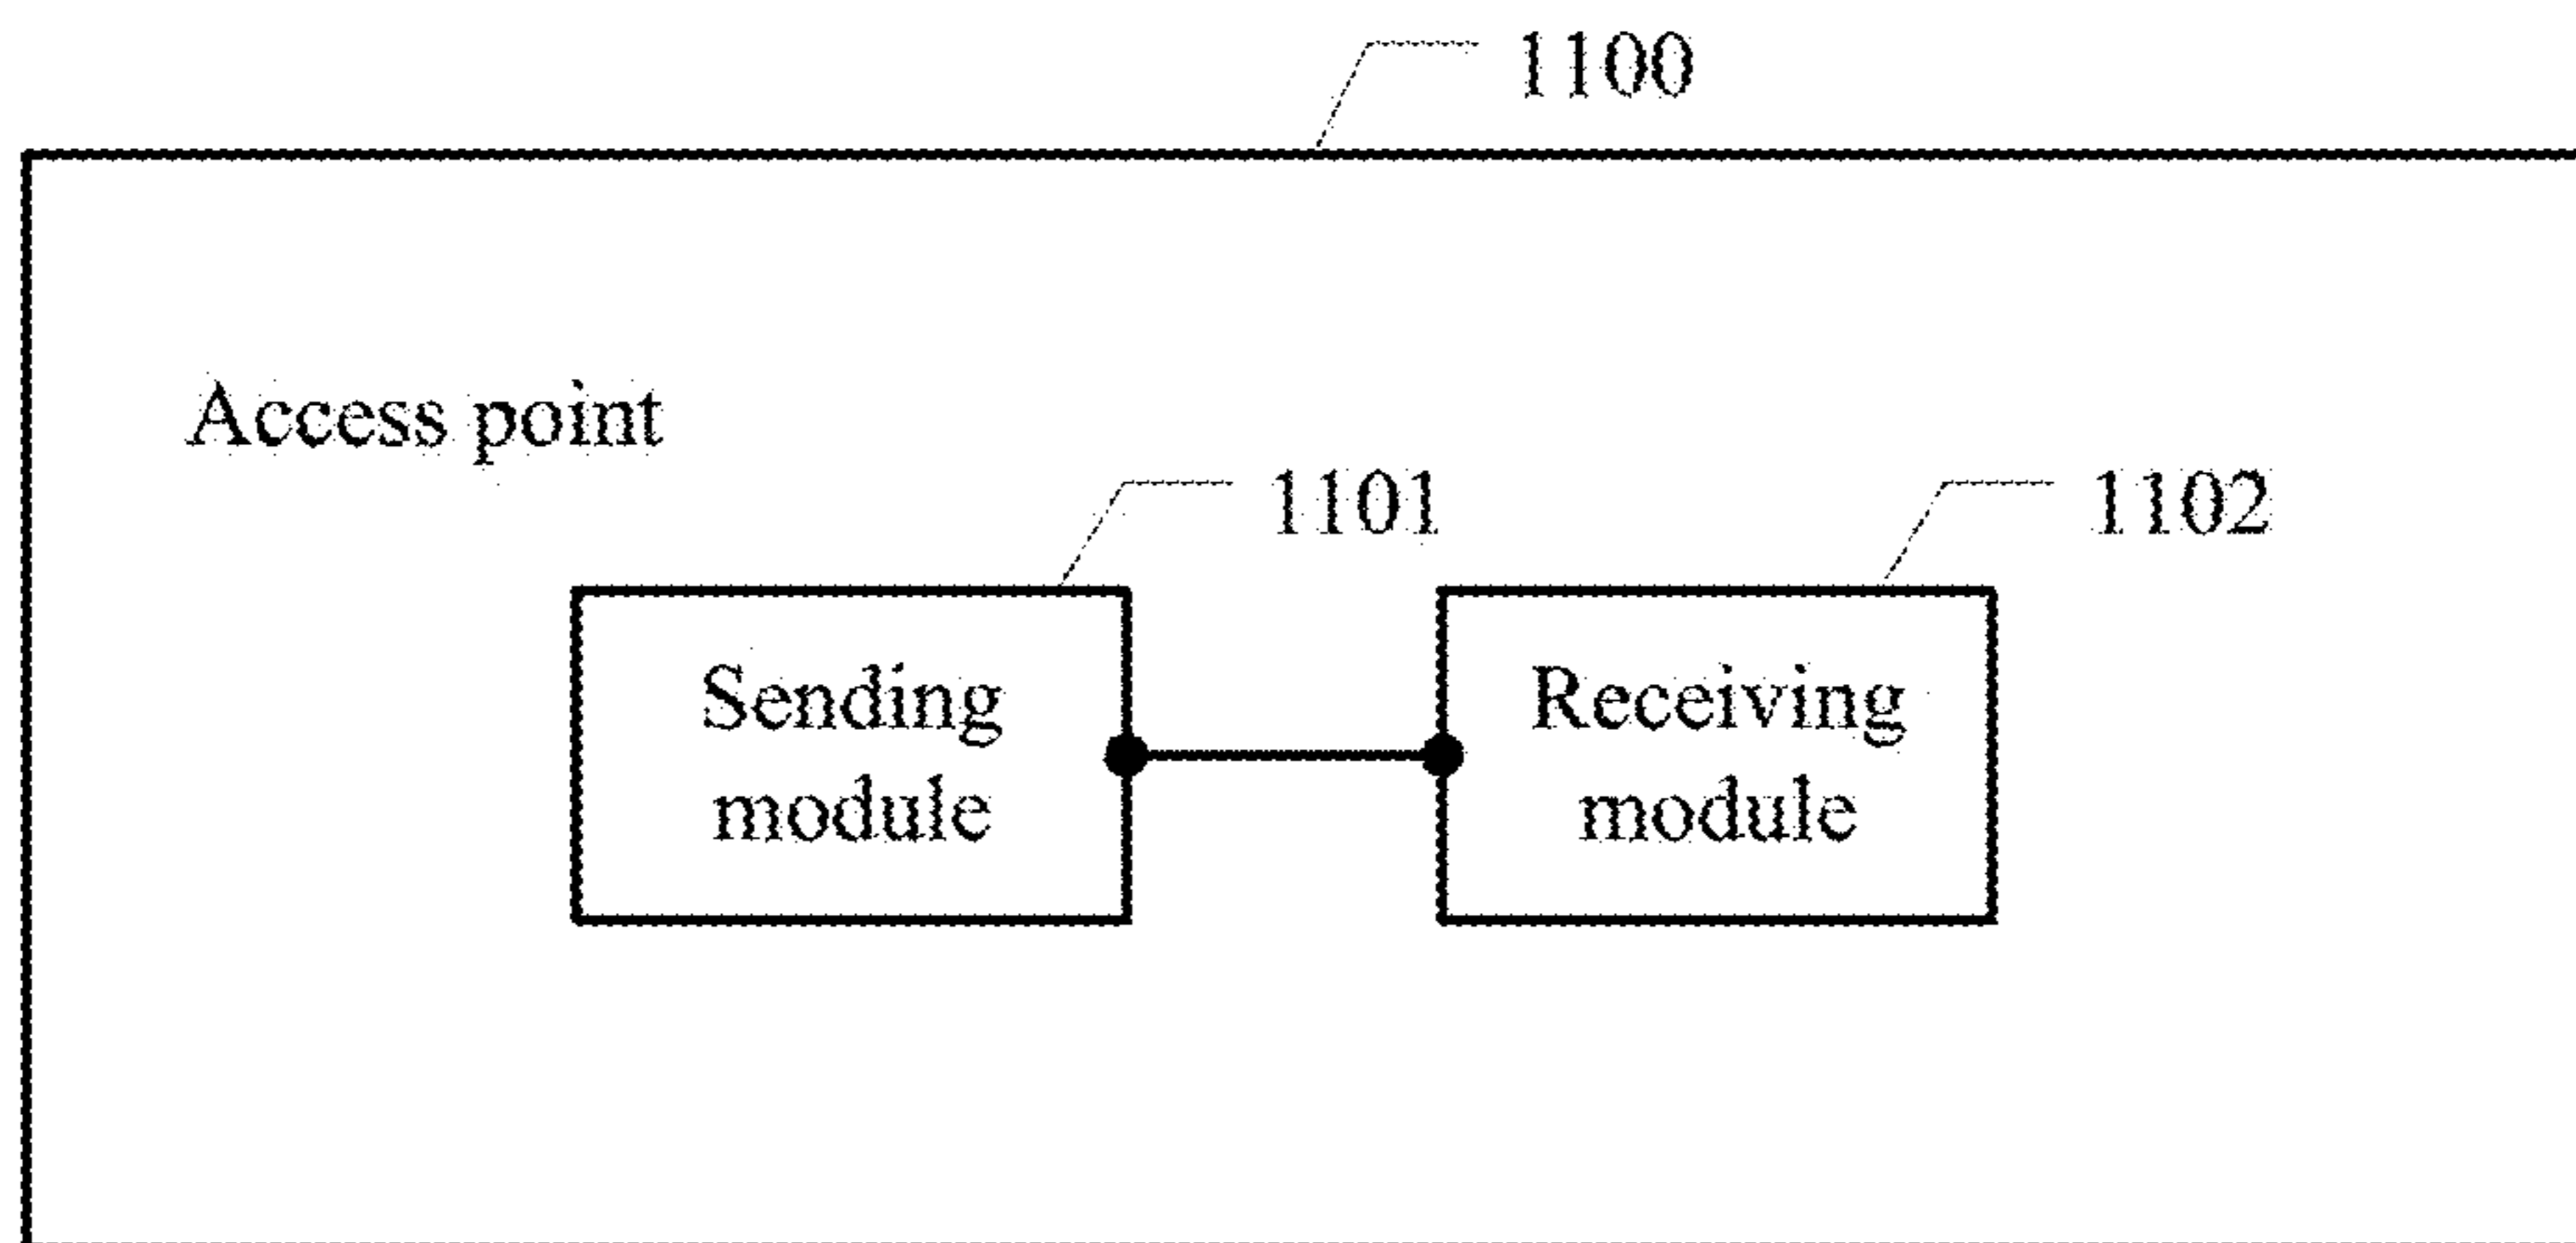 1100
Access point
1101
1102
Sending
module
Receiving
module